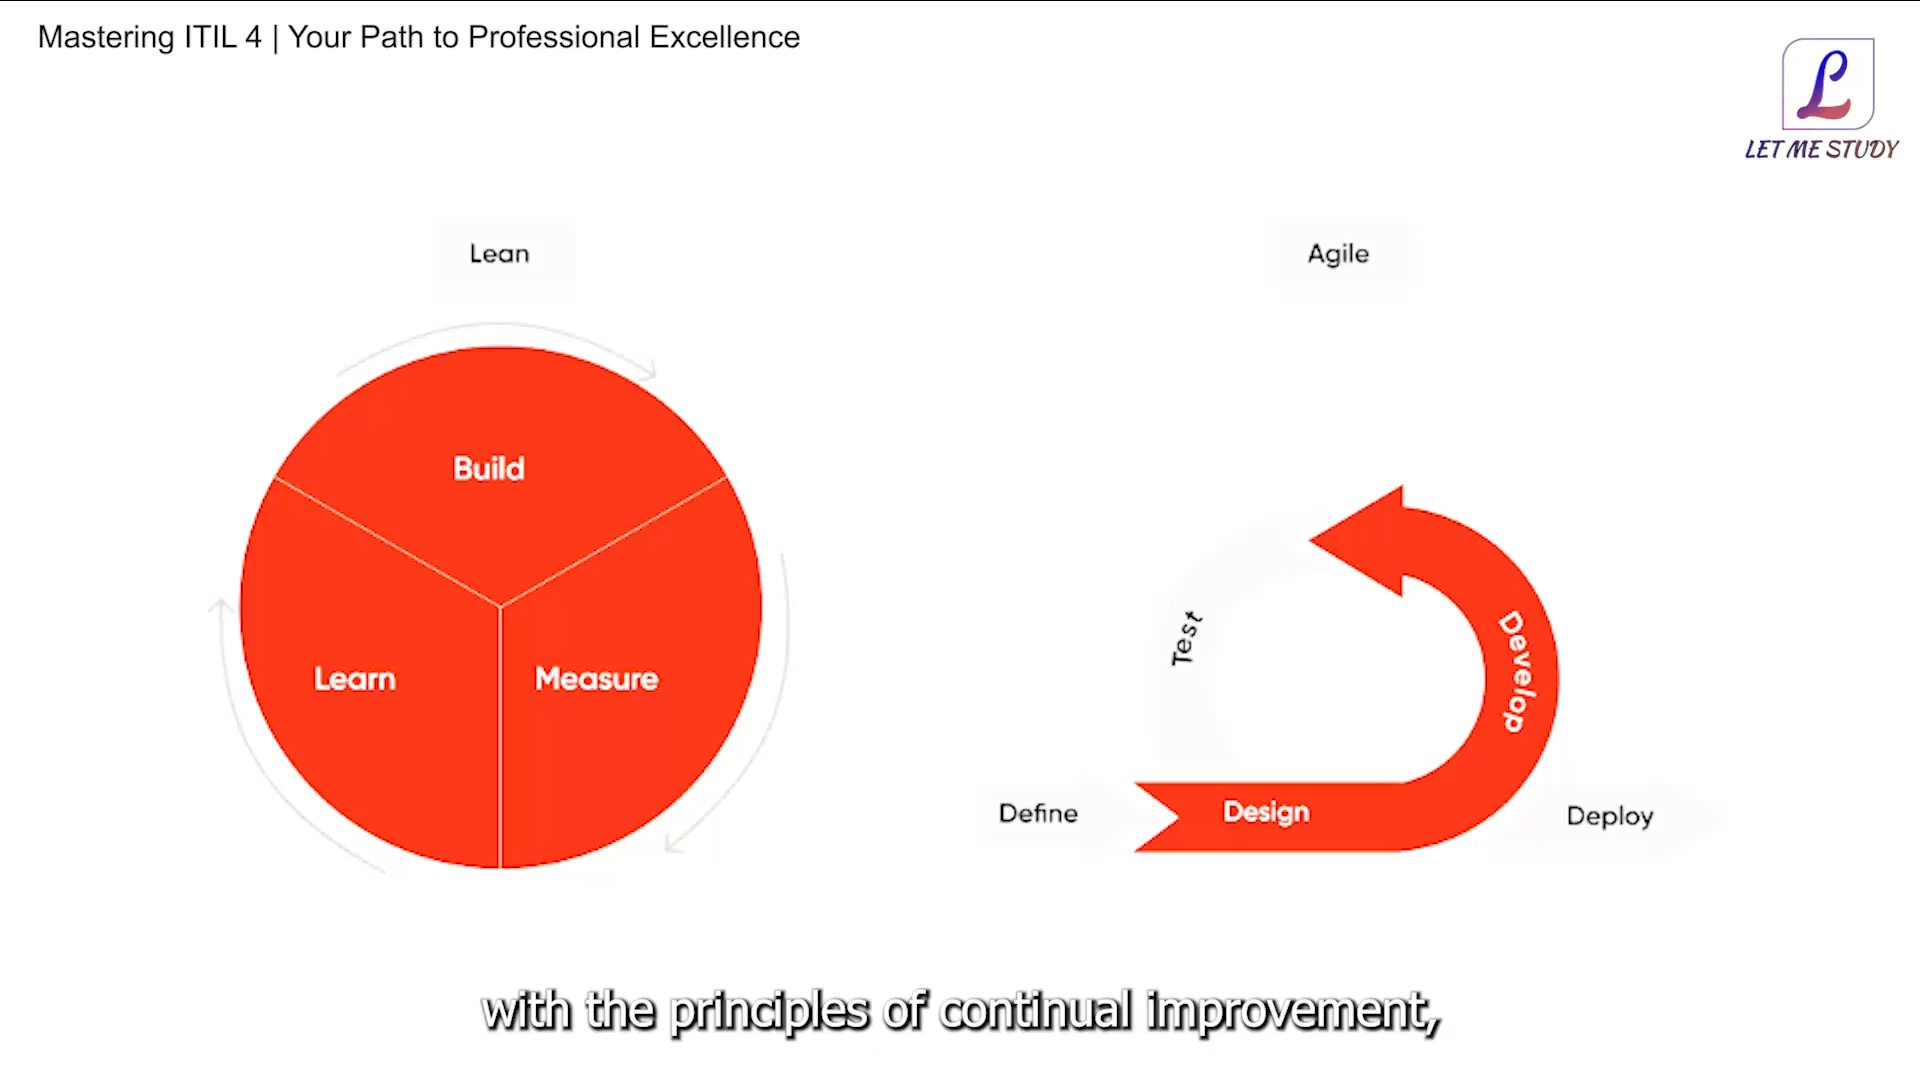 Mastering ITIL 4 | Your Path to Professional Excellence
L
LET ME STUDY
Lean
Agile
Build
Learn
Measure
Test
Develop
Define
Design
Deploy
with the principles of continual improvement,